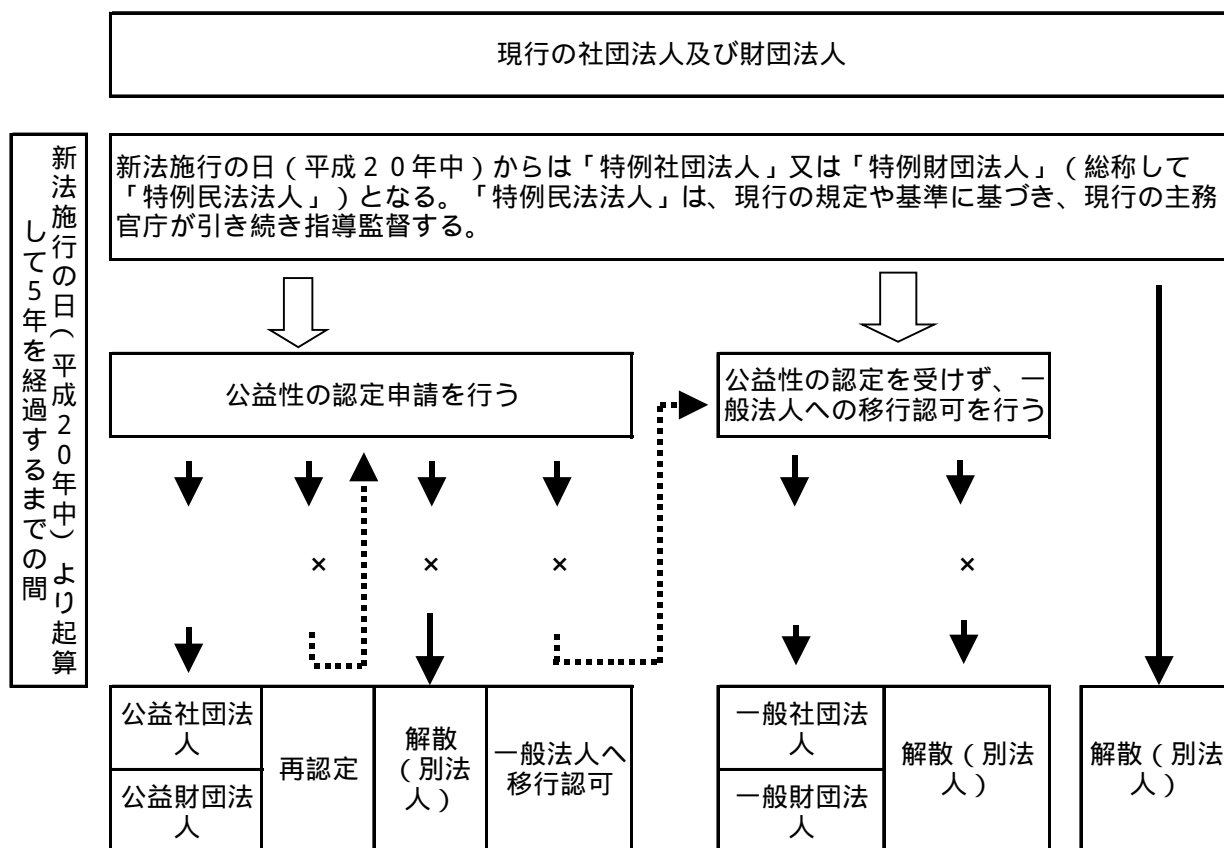 現行の社団法人及び財団法人
新法施行の日（平成２０年中）より起算
して５年を経過するまでの間
新法施行の日（平成２０年中）からは「特例社団法人」又は「特例財団法人」（総称して
「特例民法法人」）となる。「特例民法法人」は、現行の規定や基準に基づき、現行の主務
官庁が引き続き指導監督する。
公益性の認定申請を行う
公益性の認定を受けず、一
般法人への移行認可を行う
×
×
×
×
公益社団法
人
公益財団法
人
再認定
解散
（別法
人）
一般法人へ
移行認可
一般社団法
人
一般財団法
人
解散（別法
人）
解散（別法
人）